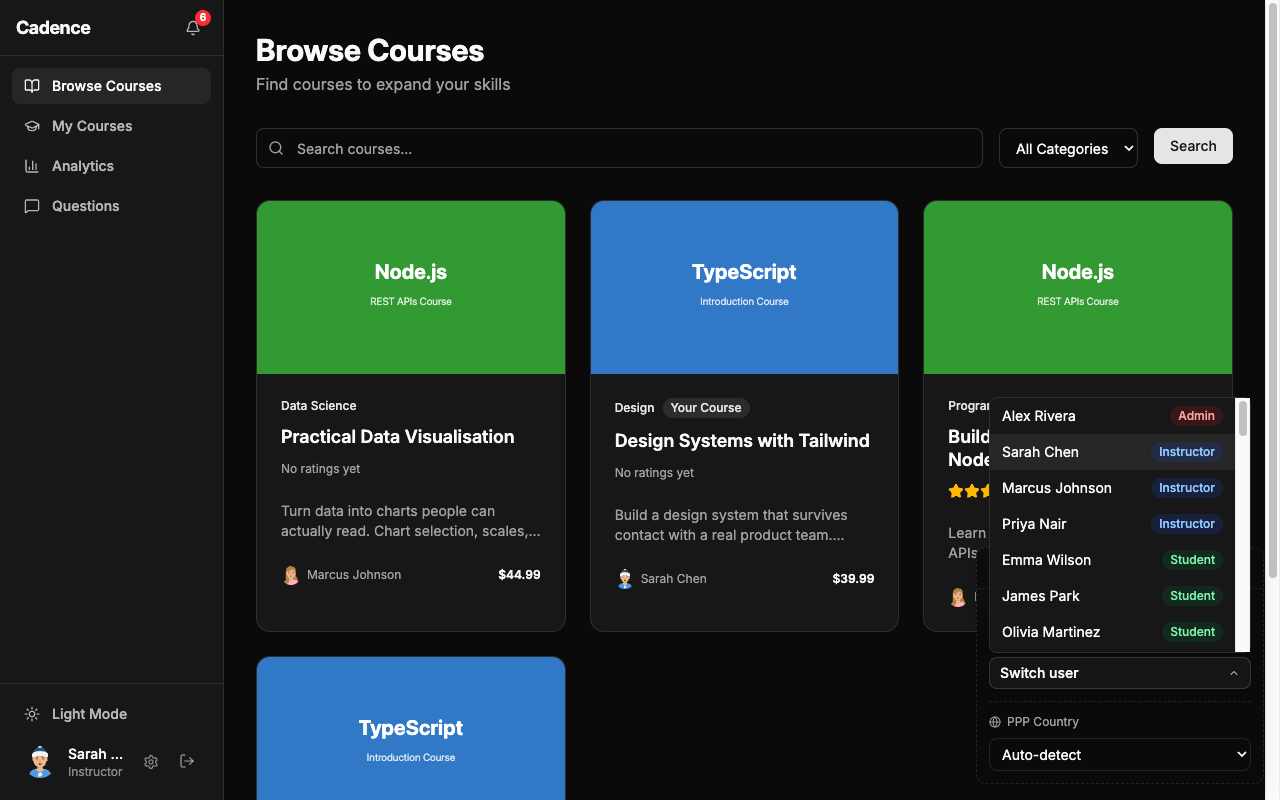 Cadence
6
Browse Courses
My Courses
Analytics
Questions
Light Mode
Sarah ...
Instructor
Browse Courses
Find courses to expand your skills
Search courses...
All Categories
Search
Node.js
REST APIs Course
Data Science
Practical Data Visualisation
No ratings yet
Turn data into charts people can
actually read. Chart selection, scales,...
Marcus Johnson
$44.99
TypeScript
Introduction Course
Design
Your Course
Design Systems with Tailwind
No ratings yet
Build a design system that survives
contact with a real product team....
Sarah Chen
$39.99
Node.js
REST APIs Course
Build
Node
Learn
APIs
TypeScript
Introduction Course
Alex Rivera
Admin
Sarah Chen
Instructor
Marcus Johnson
Instructor
Priya Nair
Instructor
Emma Wilson
Student
James Park
Student
Olivia Martinez
Student
Switch user
PPP Country
Auto-detect